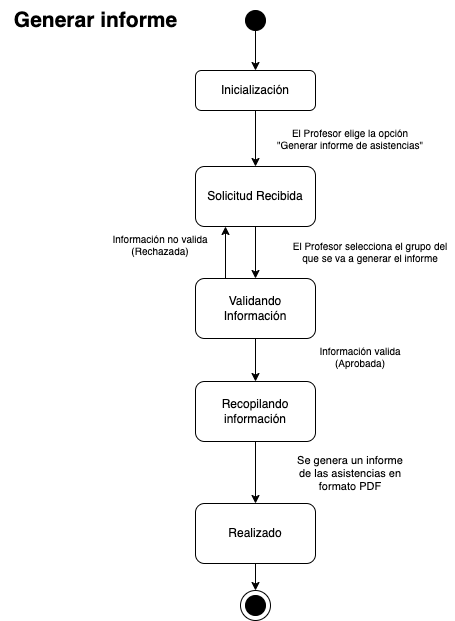 Generar informe
Inicialización
El Profesor elige la opción
"Generar informe de asistencias"
Solicitud Recibida
Información no valida
(Rechazada)
El Profesor selecciona el grupo del
que se va a generar el informe
Validando
Información
Información valida
(Aprobada)
Recopilando
información
Se genera un informe
de las asistencias en
formato PDF
Realizado